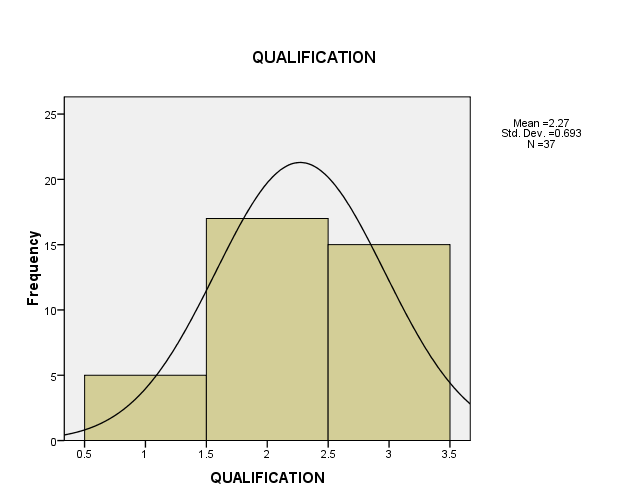 QUALIFICATION
Mean =2.27
Std. Dev. =0.693
N =37
Frequency
25
20
15
10
5
0
0.5 1 1.5 2 2.5 3 3.5
QUALIFICATION